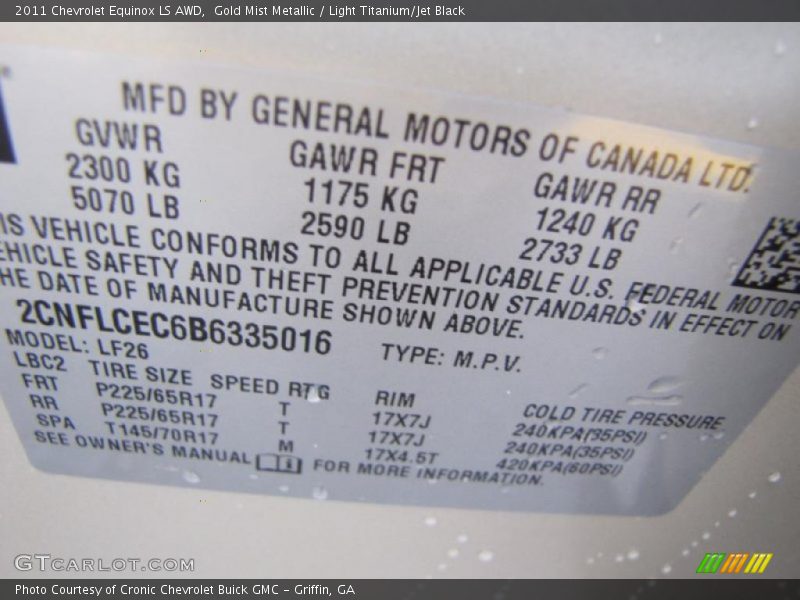 2011 Chevrolet Equinox LS AWD,  Gold Mist Metallic / Light Titanium/Jet Black
MFD BY GENERAL MOTORS OF CANADA LTD.
GVWR GAWR FRT GAWR RR
2300 KG 1175 KG 1240 KG
5070 LB 2590 LB 2733 LB
IS VEHICLE CONFORMS TO ALL APPLICABLE U.S. FEDERAL MOTOR
EHICLE SAFETY AND THEFT PREVENTION STANDARDS IN EFFECT ON
HE DATE OF MANUFACTURE SHOWN ABOVE.
2CNFLCEC6B6335016 TYPE: M.P.V.
MODEL: LF26
LBC2 TIRE SIZE SPEED RTG RIM COLD TIRE PRESSURE
FRT P225/65R17 T 17X7J 240KPA(35PSI)
RR P225/65R17 T 17X7J 240KPA(35PSI)
SPA T145/70R17 M 17X4.5T 420KPA(60PSI)
SEE OWNER'S MANUAL FOR MORE INFORMATION.
GTCARLOT.COM
Photo Courtesy of Cronic Chevrolet Buick GMC – Griffin, GA